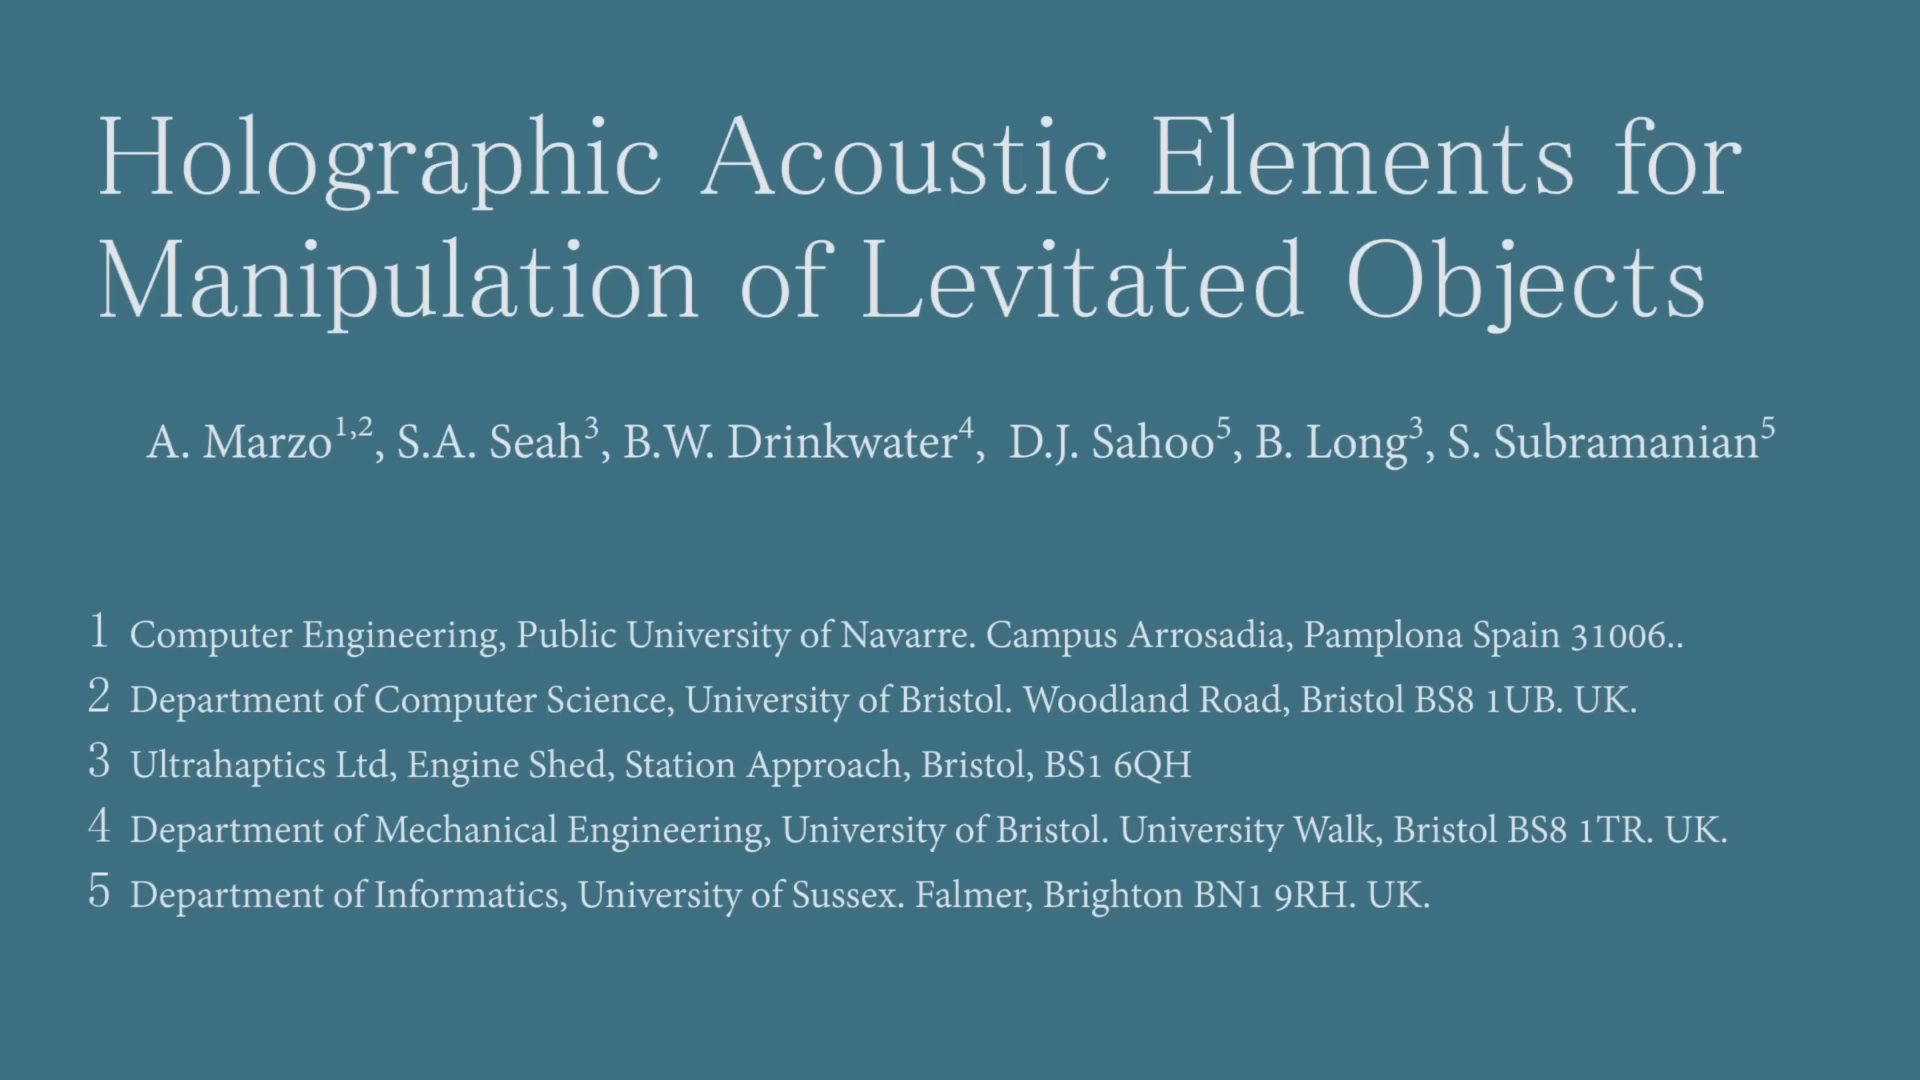 Holographic Acoustic Elements for
Manipulation of Levitated Objects
A. Marzo1,2, S.A. Seah3, B.W. Drinkwater4, D.J. Sahoo5, B. Long3, S. Subramanian5
1 Computer Engineering, Public University of Navarre. Campus Arrosadia, Pamplona Spain 31006..
2 Department of Computer Science, University of Bristol. Woodland Road, Bristol BS8 1UB. UK.
3 Ultrahaptics Ltd, Engine Shed, Station Approach, Bristol, BS1 6QH
4 Department of Mechanical Engineering, University of Bristol. University Walk, Bristol BS8 1TR. UK.
5 Department of Informatics, University of Sussex. Falmer, Brighton BN1 9RH. UK.